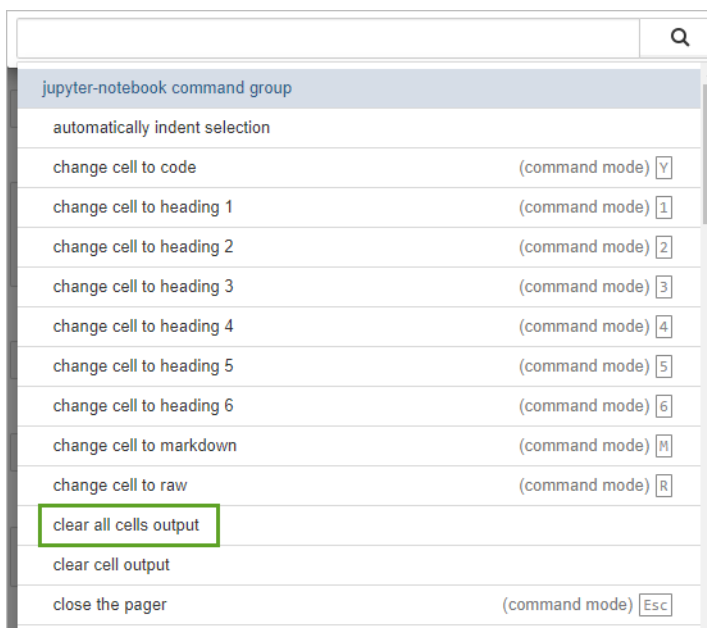 jupyter-notebook command group
automatically indent selection
change cell to code (command mode) Y
change cell to heading 1 (command mode) 1
change cell to heading 2 (command mode) 2
change cell to heading 3 (command mode) 3
change cell to heading 4 (command mode) 4
change cell to heading 5 (command mode) 5
change cell to heading 6 (command mode) 6
change cell to markdown (command mode) M
change cell to raw (command mode) R
clear all cells output
clear cell output
close the pager (command mode) Esc